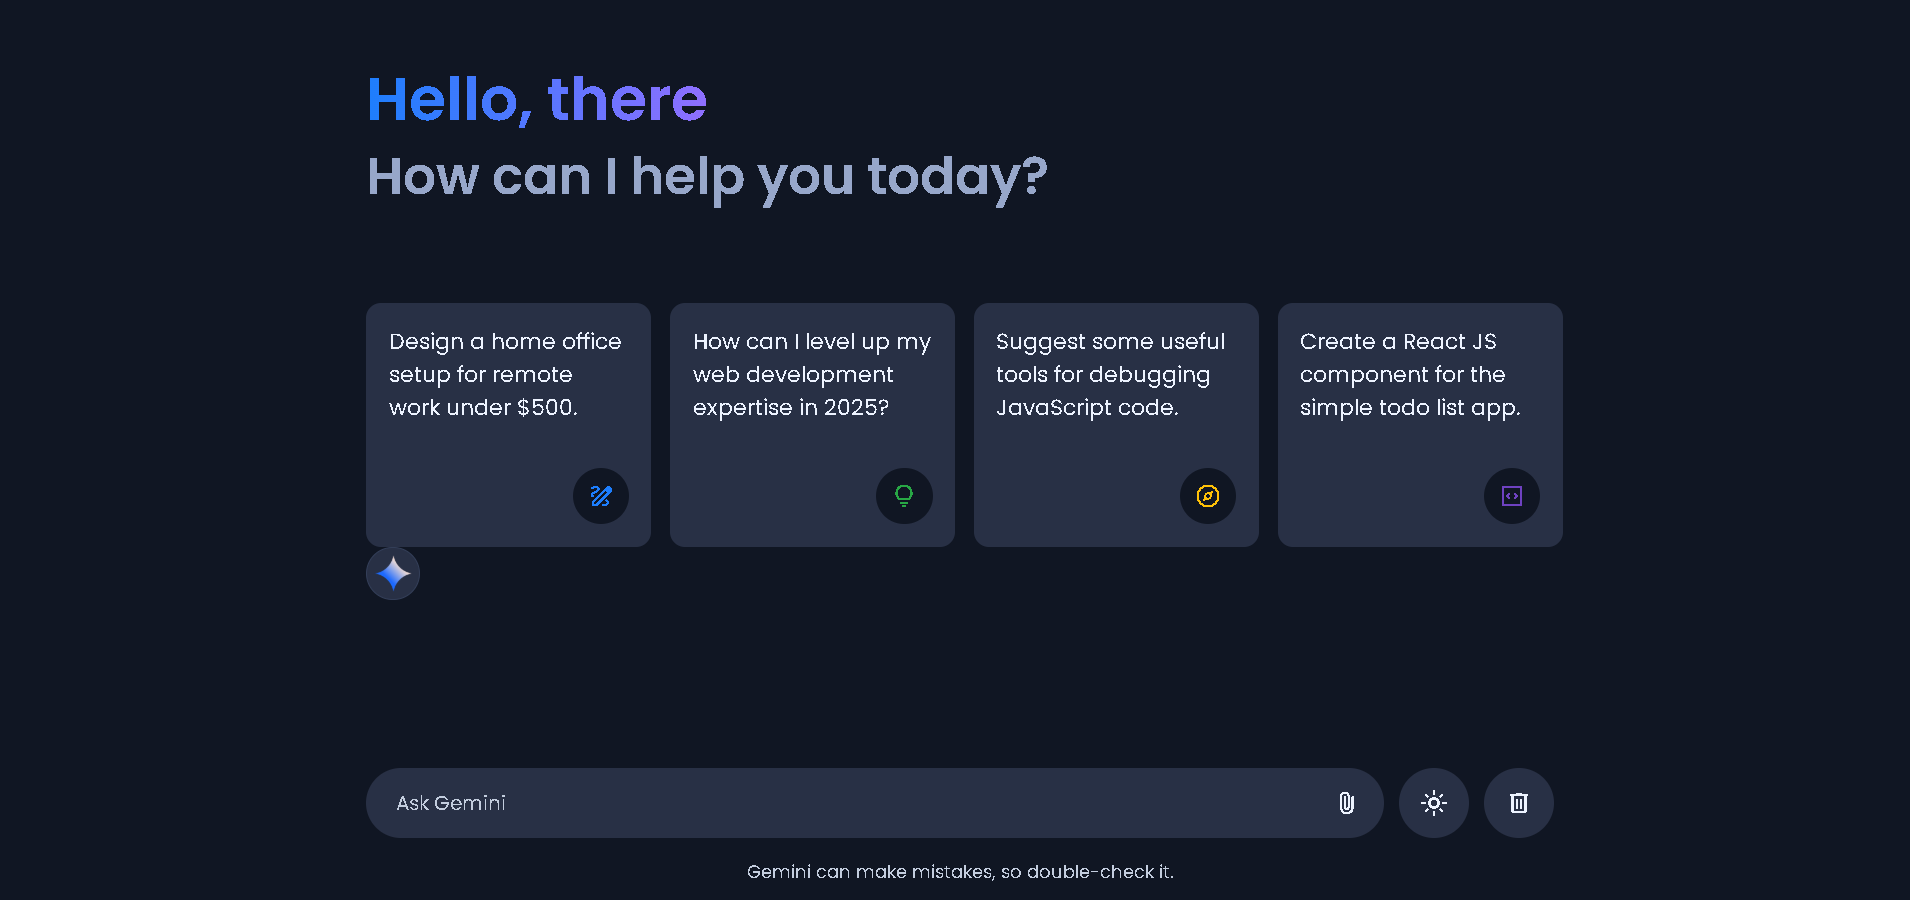 Hello, there
How can I help you today?
Design a home office
setup for remote
work under $500.
How can I level up my
web development
expertise in 2025?
Suggest some useful
tools for debugging
JavaScript code.
Create a React JS
component for the
simple todo list app.
Ask Gemini
Gemini can make mistakes, so double-check it.